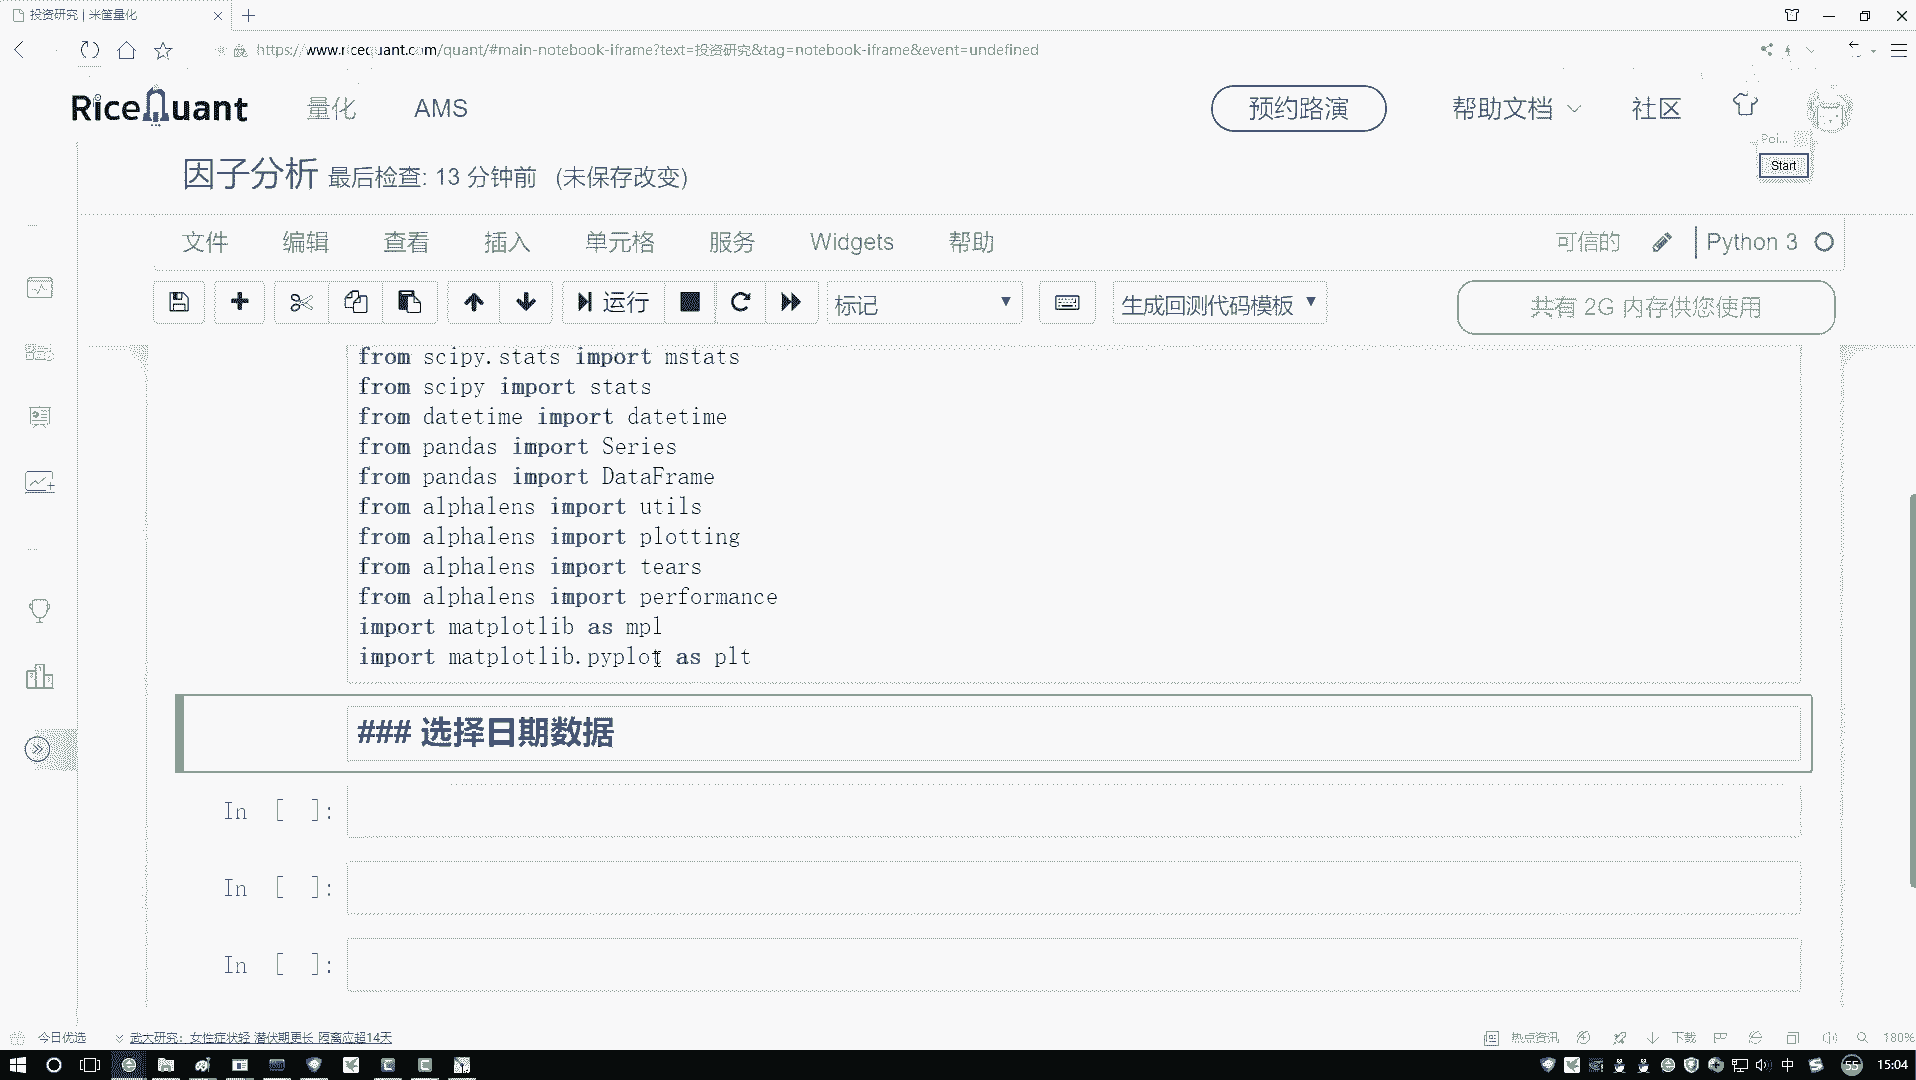 投资研究 | 米筐量化
https://www.ricequant.com/quant/#main-notebook-iframe?text=投资研究&tag=notebook-iframe&event=undefined
RiceQuant 量化 AMS 预约路演 帮助文档 社区
Poi...
Start
因子分析 最后检查: 13 分钟前 (未保存改变)
文件 编辑 查看 插入 单元格 服务 Widgets 帮助 可信的 Python 3
运行 标记 生成回测代码模板 共有 2G 内存供您使用
from scipy.stats import mstats
from scipy import stats
from datetime import datetime
from pandas import Series
from pandas import DataFrame
from alphalens import utils
from alphalens import plotting
from alphalens import tears
from alphalens import performance
import matplotlib as mpl
import matplotlib.pyplot as plt
### 选择日期数据
In [ ]:
In [ ]:
In [ ]:
今日优选 武大研究：女性症状轻 潜伏期更长 隔离应超14天 热点资讯 下载 180%
中 55 15:04